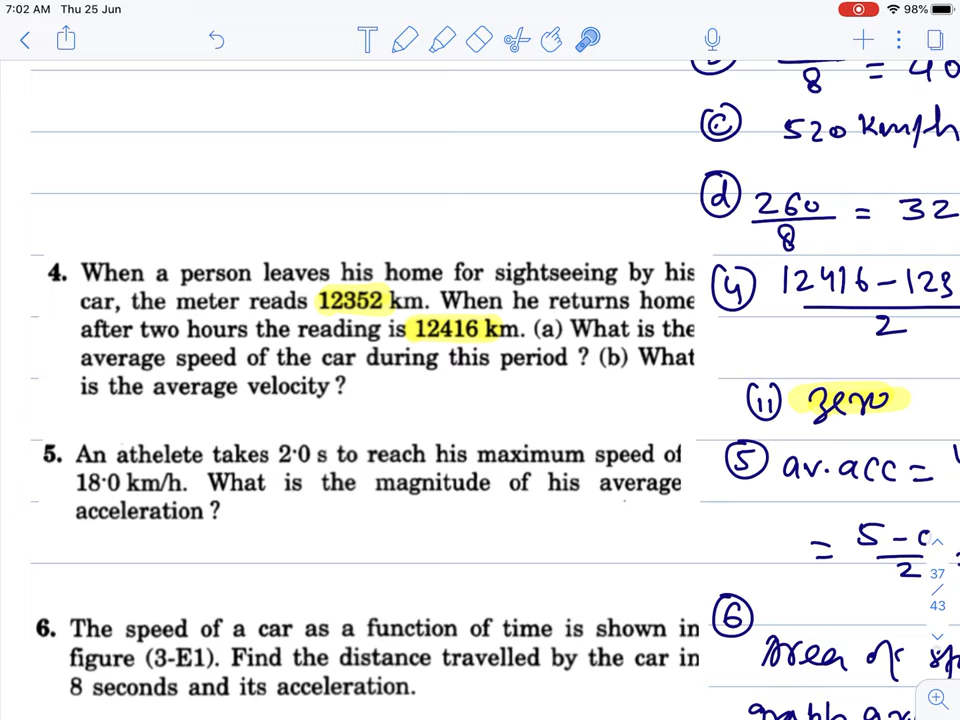 7:02 AM Thu 25 Jun
98%
8 = 40
(c) 520 Kmph
(d) 260/8 = 32
4. When a person leaves his home for sightseeing by his
car, the meter reads 12352 km. When he returns home
after two hours the reading is 12416 km. (a) What is the
average speed of the car during this period ? (b) What
is the average velocity ?
(4) 12416 - 123
2
(11) zero
5. An athelete takes 2·0 s to reach his maximum speed of
18·0 km/h. What is the magnitude of his average
acceleration ?
(5) av. acc =
= 5 - 0
2
37
/
43
6. The speed of a car as a function of time is shown in
figure (3-E1). Find the distance travelled by the car in
8 seconds and its acceleration.
(6)
Area of